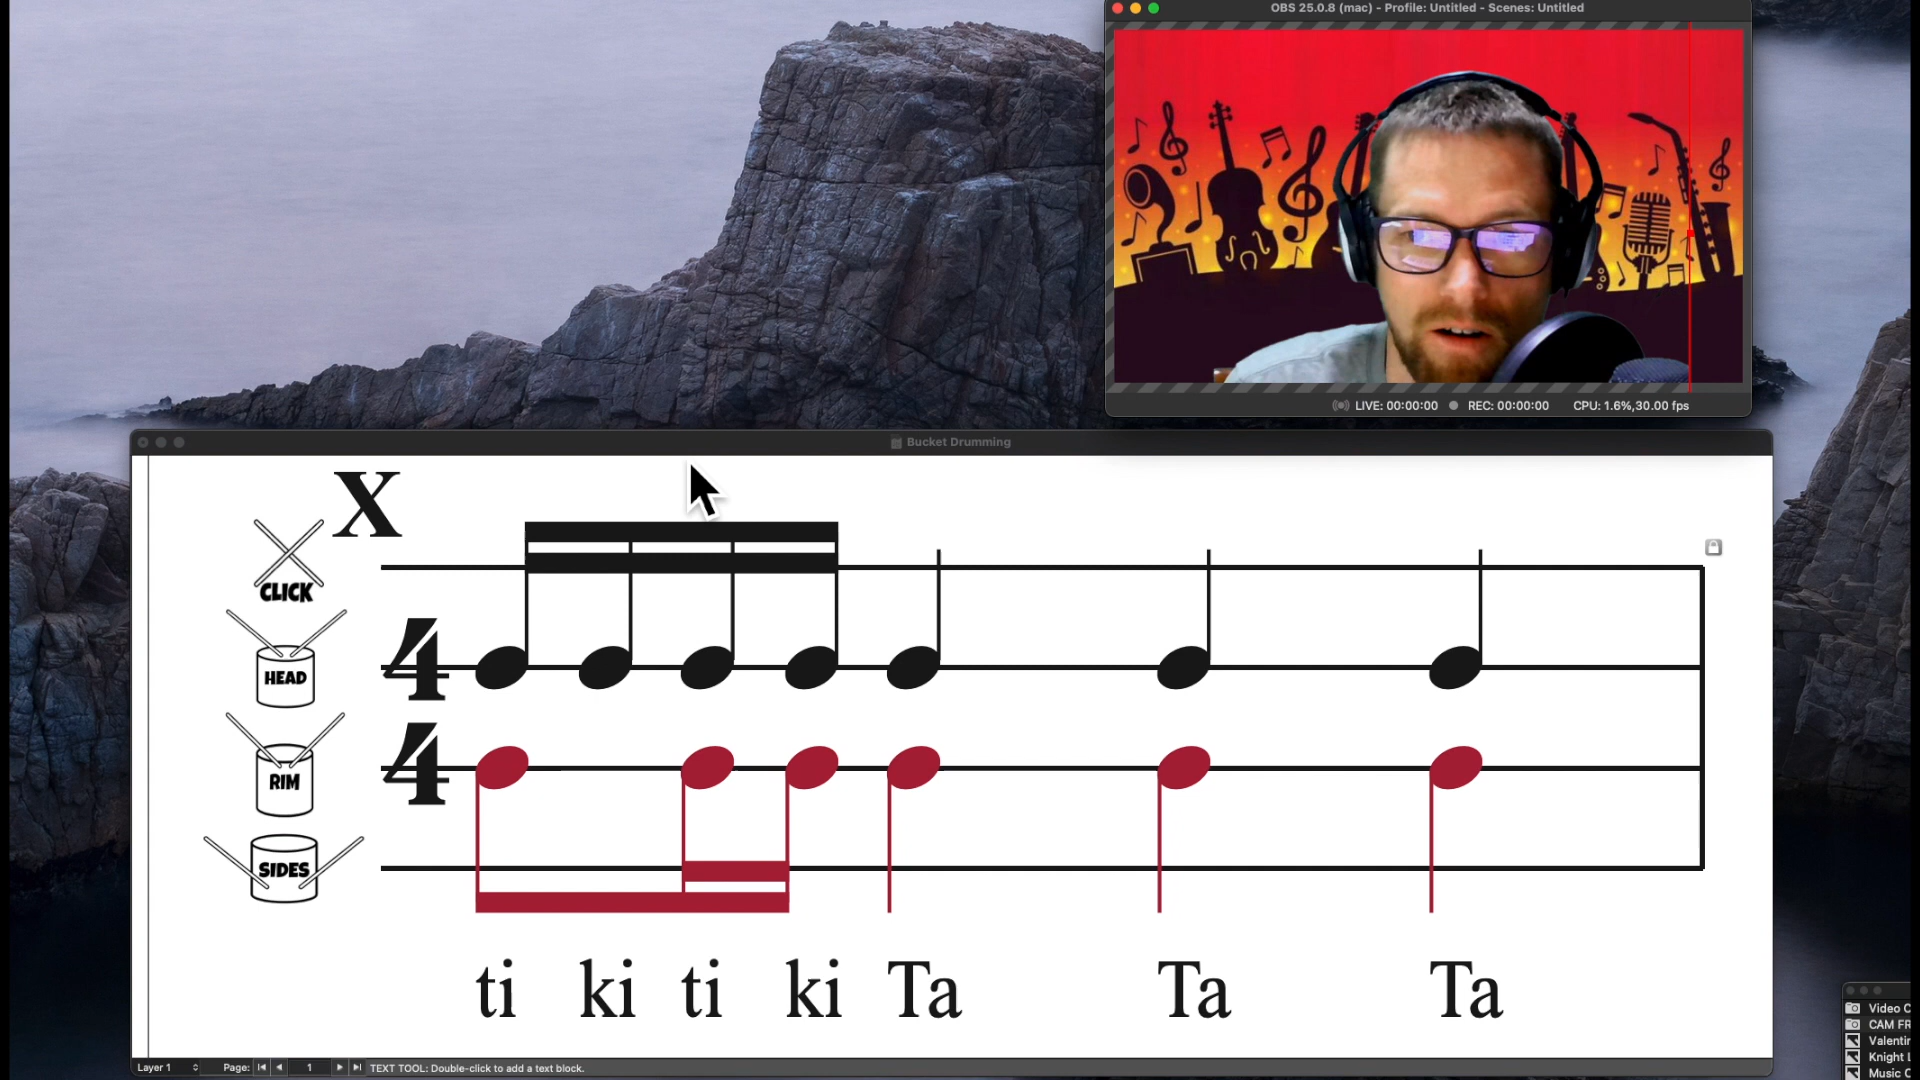 OBS 25.0.8 (mac) - Profile: Untitled - Scenes: Untitled
LIVE: 00:00:00 REC: 00:00:00 CPU: 1.6%,30.00 fps
Bucket Drumming
X
CLICK
HEAD
4
RIM
4
SIDES
ti ki ti ki Ta Ta Ta
Layer 1 Page: 1 TEXT TOOL: Double-click to add a text block.
Video C
CAM FR
Valentin
Knight L
Music C